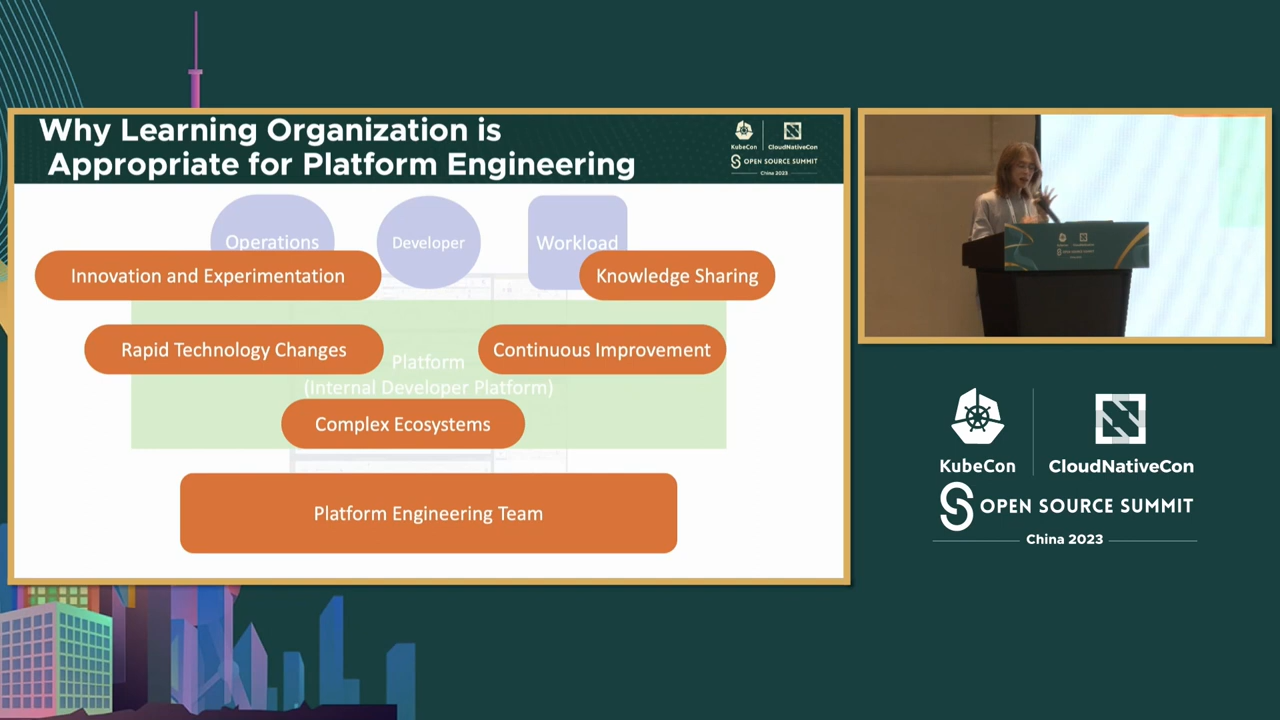 Why Learning Organization is
Appropriate for Platform Engineering
KubeCon
CloudNativeCon
OPEN SOURCE SUMMIT
China 2023
Operations
Developer
Workload
Innovation and Experimentation
Knowledge Sharing
Rapid Technology Changes
Continuous Improvement
Platform
(Internal Developer Platform)
Complex Ecosystems
Platform Engineering Team
KubeCon
CloudNativeCon
OPEN SOURCE SUMMIT
China 2023